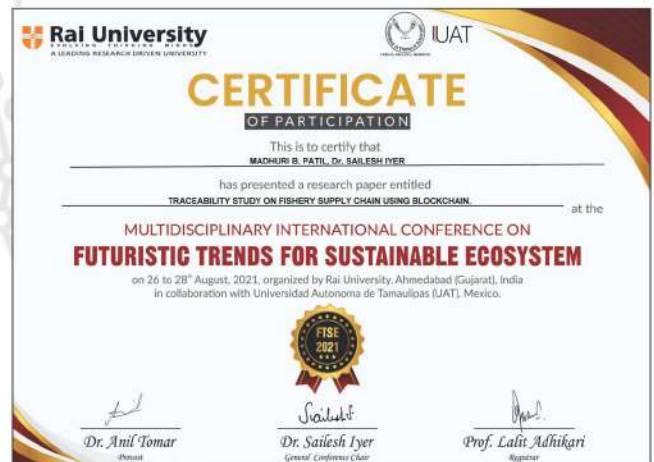 Rai University
EVOLVING THINKING MINDS
A LEADING RESEARCH DRIVEN UNIVERSITY
UAT
CERTIFICATE
OF PARTICIPATION
This is to certify that
MADHURI B. PATIL, Dr. SAILESH IYER
has presented a research paper entitled
TRACEABILITY STUDY ON FISHERY SUPPLY CHAIN USING BLOCKCHAIN.
at the
MULTIDISCIPLINARY INTERNATIONAL CONFERENCE ON
FUTURISTIC TRENDS FOR SUSTAINABLE ECOSYSTEM
on 26 to 28th August, 2021, organized by Rai University, Ahmedabad (Gujarat), India
in collaboration with Universidad Autonoma de Tamaulipas (UAT), Mexico.
FTSE
2021
Dr. Anil Tomar
Provost
Dr. Sailesh Iyer
General Conference Chair
Prof. Lalit Adhikari
Registrar